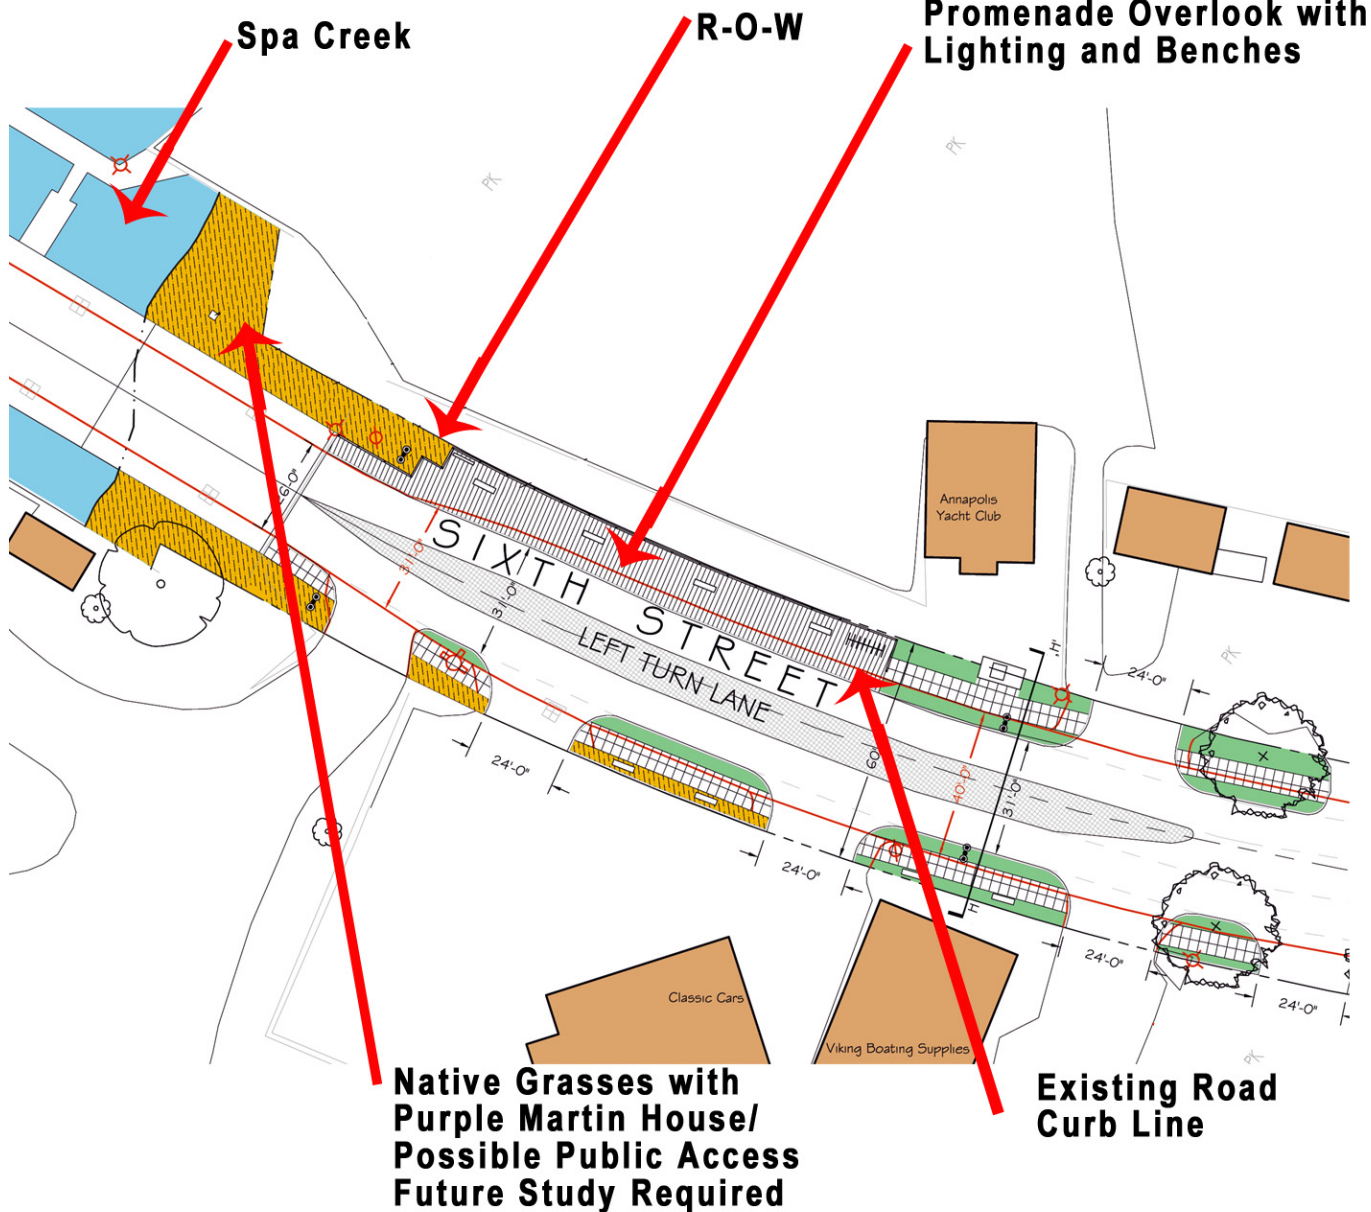 Spa Creek
R-O-W
Promenade Overlook with
Lighting and Benches
PK
PK
26'-0"
31'-0"
31'-0"
SIXTH STREET
LEFT TURN LANE
Annapolis
Yacht Club
'H'
24'-0"
PK
60'
40'-0"
31'-0"
24'-0"
24'-0"
H
24'-0"
24'-0"
Classic Cars
Viking Boating Supplies
PK
Native Grasses with
Purple Martin House/
Possible Public Access
Future Study Required
Existing Road
Curb Line